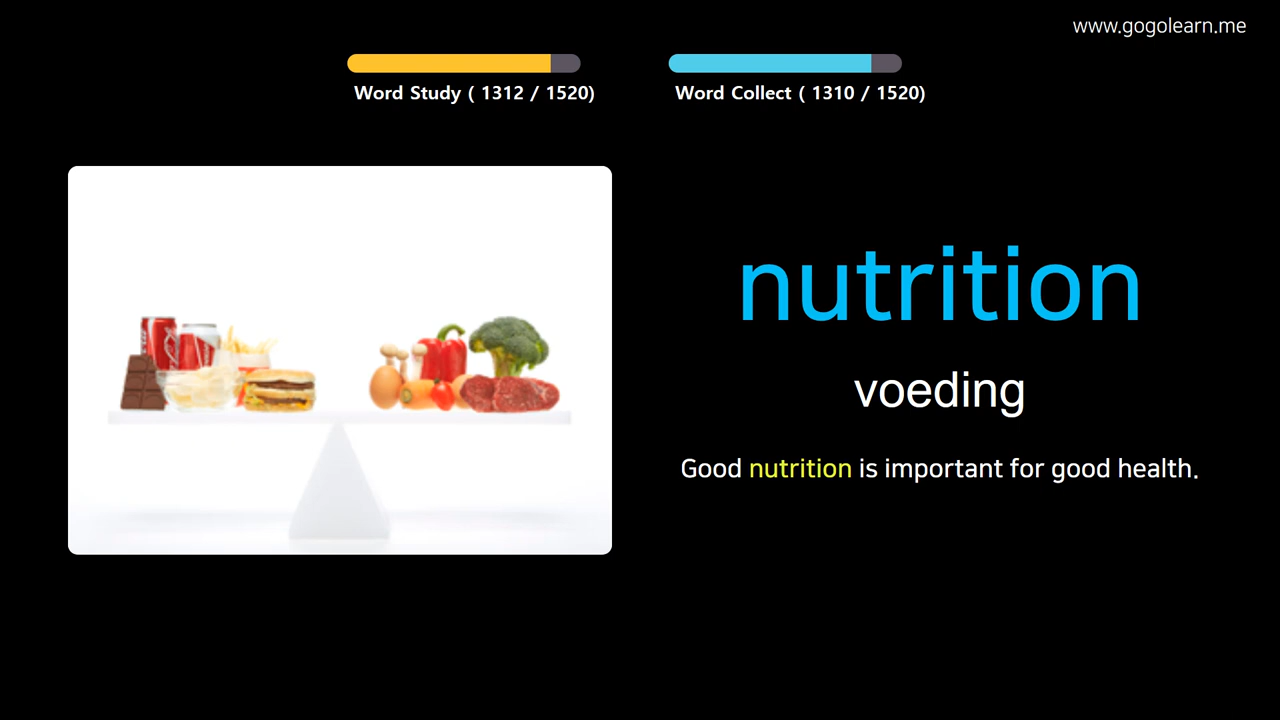 www.gogolearn.me
Word Study ( 1312 / 1520)
Word Collect ( 1310 / 1520)
nutrition
voeding
Good nutrition is important for good health.